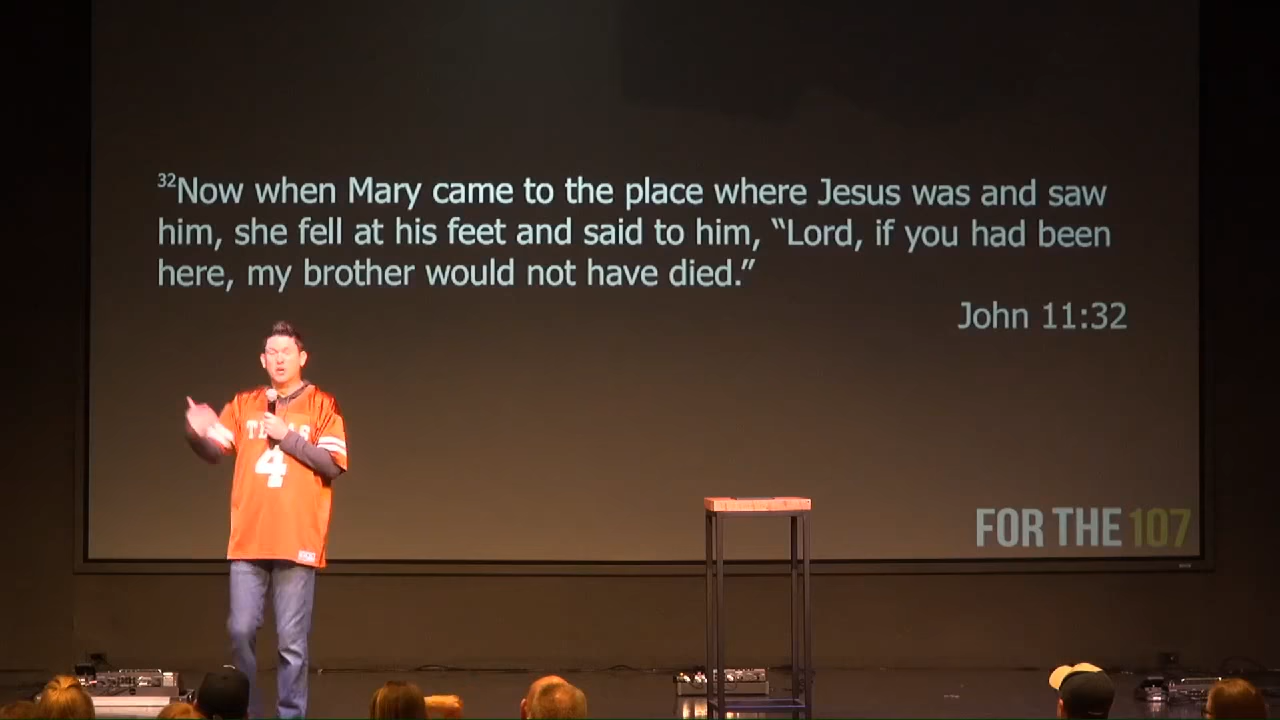 32Now when Mary came to the place where Jesus was and saw
him, she fell at his feet and said to him, “Lord, if you had been
here, my brother would not have died.”
John 11:32
TEXAS
4
FOR THE 107